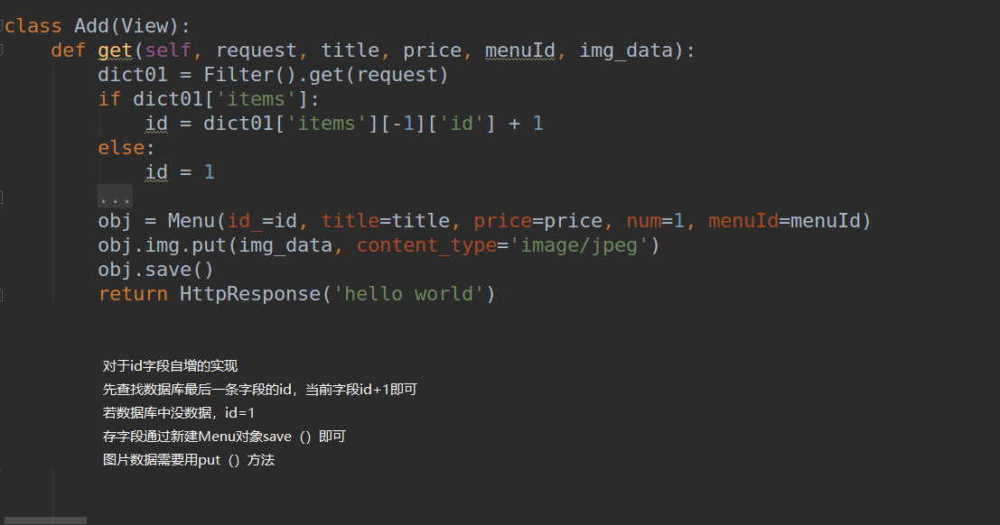 class Add(View):
    def get(self, request, title, price, menuId, img_data):
        dict01 = Filter().get(request)
        if dict01['items']:
            id = dict01['items'][-1]['id'] + 1
        else:
            id = 1
        ...
        obj = Menu(id_=id, title=title, price=price, num=1, menuId=menuId)
        obj.img.put(img_data, content_type='image/jpeg')
        obj.save()
        return HttpResponse('hello world')
对于id字段自增的实现
先查找数据库最后一条字段的id，当前字段id+1即可
若数据库中没数据，id=1
存字段通过新建Menu对象save（）即可
图片数据需要用put（）方法